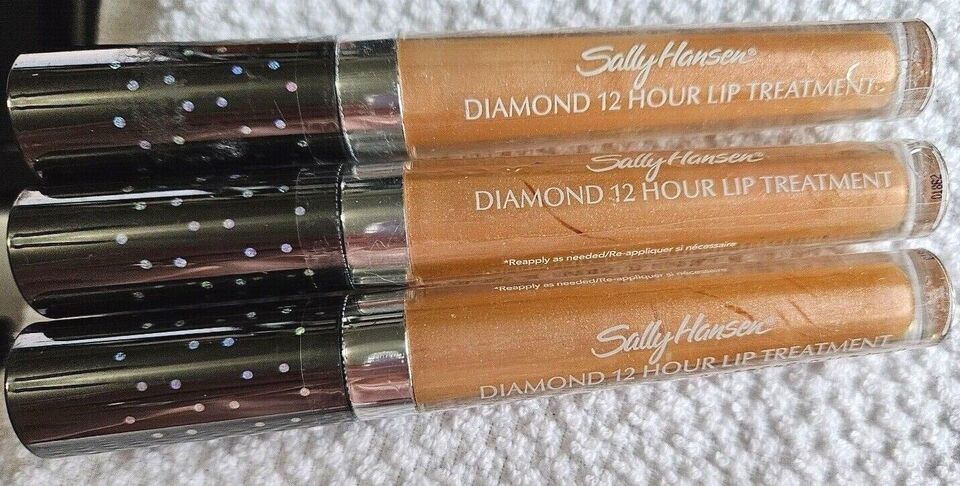 Sally Hansen®
DIAMOND 12 HOUR LIP TREATMENT
Sally Hansen
DIAMOND 12 HOUR LIP TREATMENT
*Reapply as needed/Re-appliquer si nécessaire
01862
*Reapply as needed/Re-appliquer si nécessaire
Sally Hansen
DIAMOND 12 HOUR LIP TREATMENT